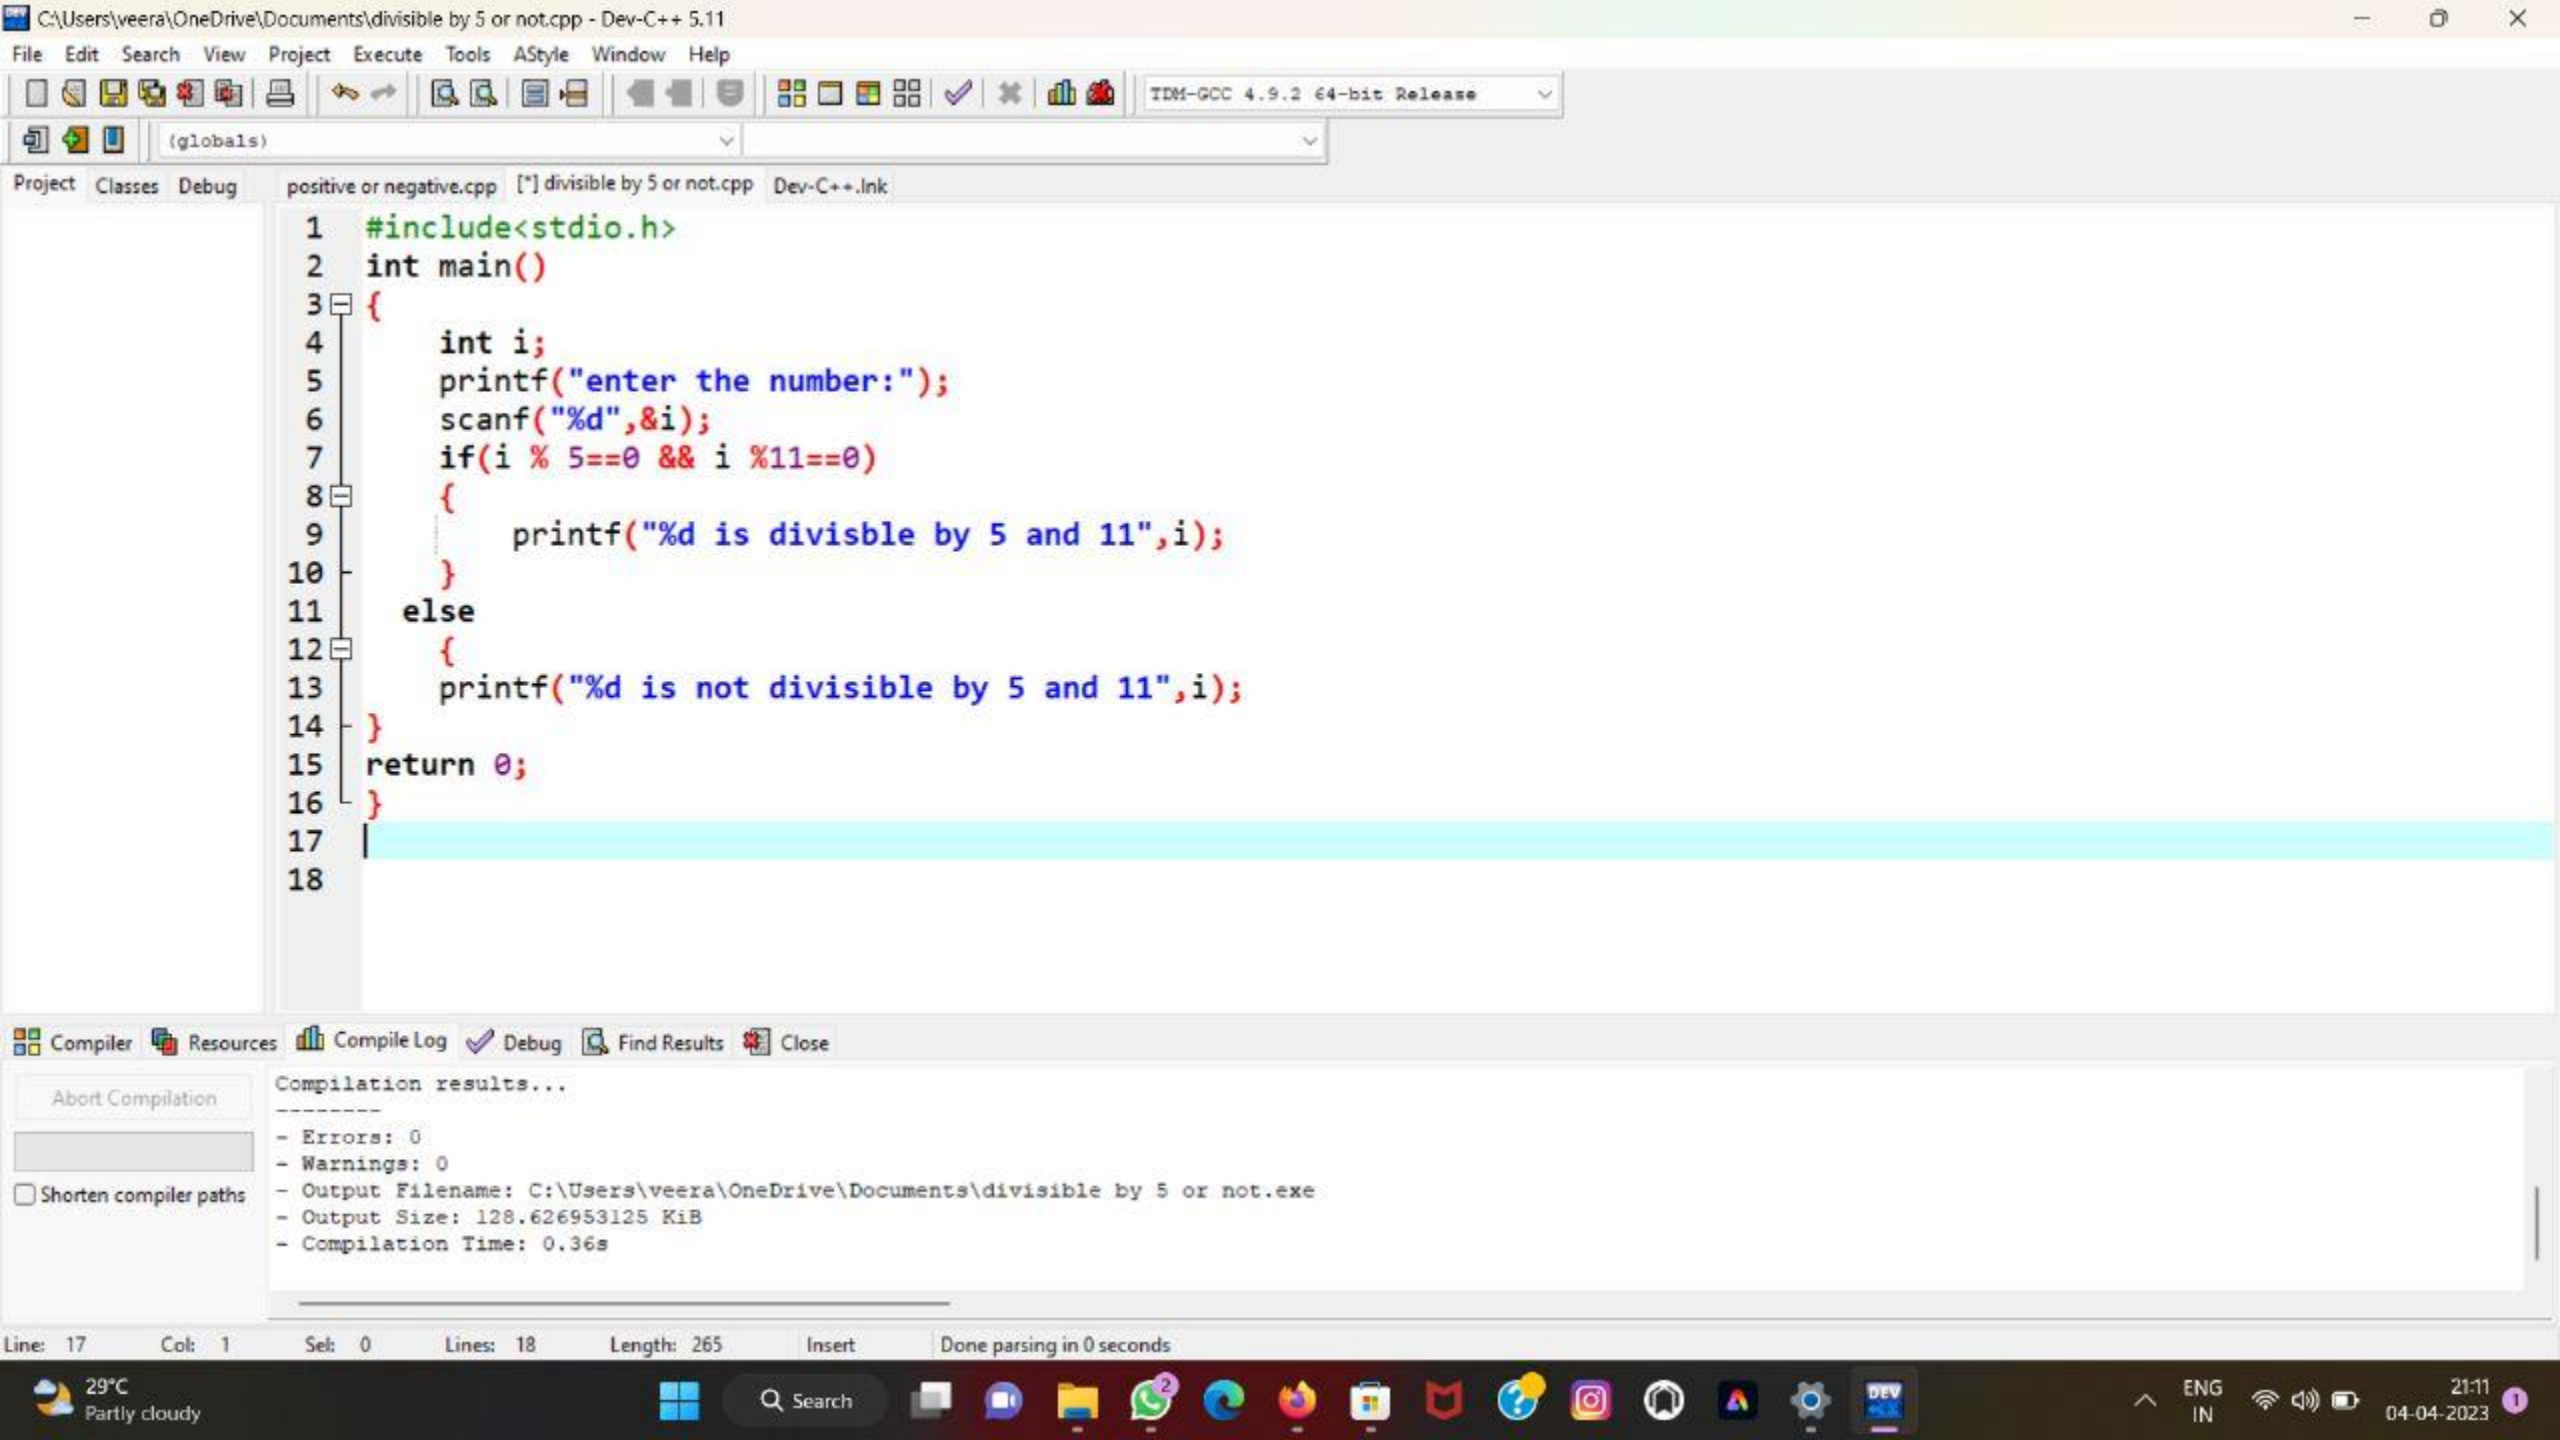 C:\Users\veera\OneDrive\Documents\divisible by 5 or not.cpp - Dev-C++ 5.11
File Edit Search View Project Execute Tools AStyle Window Help
TDM-GCC 4.9.2 64-bit Release
(globals)
Project Classes Debug positive or negative.cpp [*] divisible by 5 or not.cpp Dev-C++.lnk
1 #include<stdio.h>
2 int main()
3 {
4 int i;
5 printf("enter the number:");
6 scanf("%d",&i);
7 if(i % 5==0 && i %11==0)
8 {
9 printf("%d is divisble by 5 and 11",i);
10 }
11 else
12 {
13 printf("%d is not divisible by 5 and 11",i);
14 }
15 return 0;
16 }
17
18
Compiler Resources Compile Log Debug Find Results Close
Abort Compilation
Shorten compiler paths
Compilation results...
--------
- Errors: 0
- Warnings: 0
- Output Filename: C:\Users\veera\OneDrive\Documents\divisible by 5 or not.exe
- Output Size: 128.626953125 KiB
- Compilation Time: 0.36s
Line: 17 Col: 1 Sel: 0 Lines: 18 Length: 265 Insert Done parsing in 0 seconds
29°C
Partly cloudy
Search
2
DEV
ENG
IN
21:11
04-04-2023
1